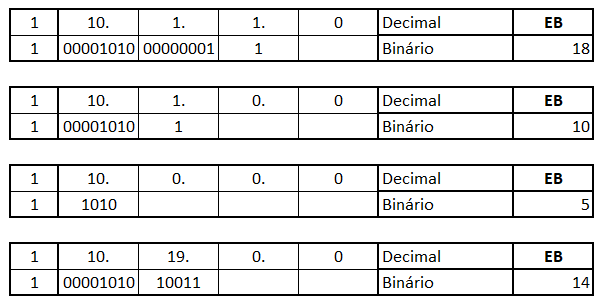 1 10. 1. 1. 0 Decimal EB
1 00001010 00000001 1 Binário 18
1 10. 1. 0. 0 Decimal EB
1 00001010 1 Binário 10
1 10. 0. 0. 0 Decimal EB
1 1010 Binário 5
1 10. 19. 0. 0 Decimal EB
1 00001010 10011 Binário 14